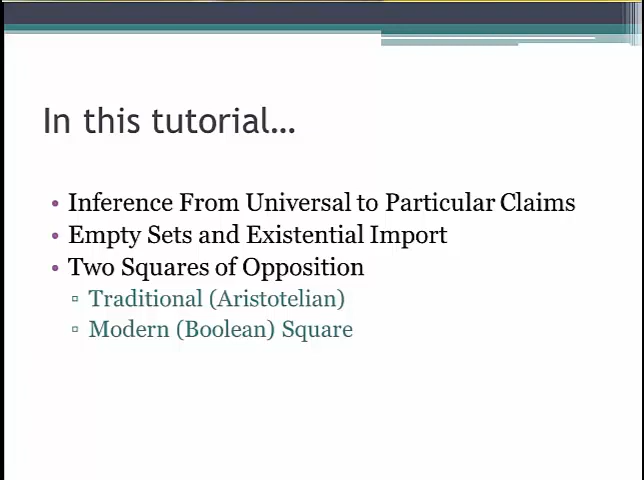 In this tutorial...
• Inference From Universal to Particular Claims
• Empty Sets and Existential Import
• Two Squares of Opposition
▫ Traditional (Aristotelian)
▫ Modern (Boolean) Square